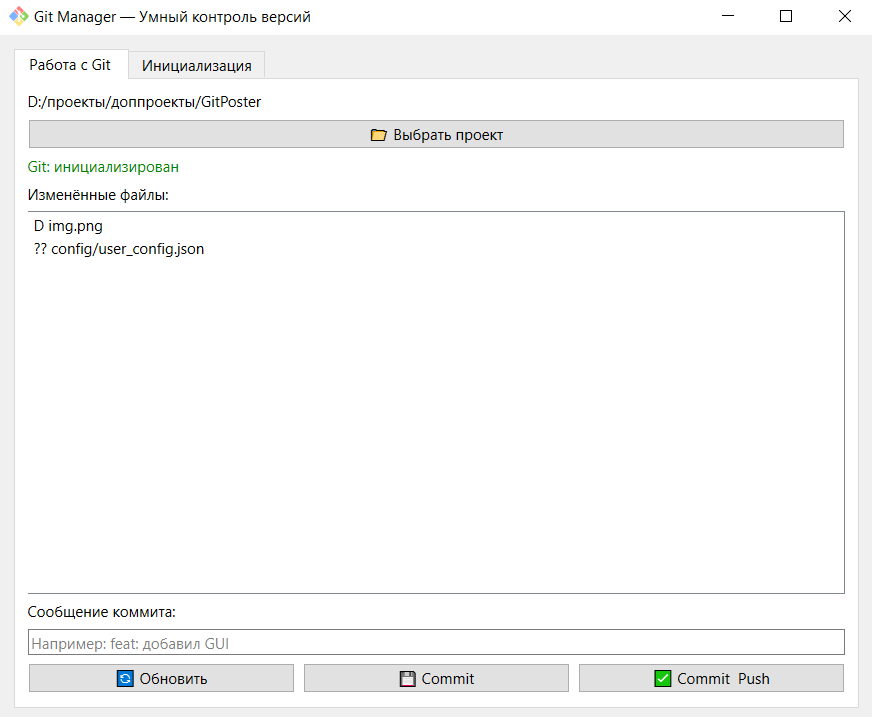 Git Manager — Умный контроль версий
Работа с Git
Инициализация
D:/проекты/доппроекты/GitPoster
Выбрать проект
Git: инициализирован
Изменённые файлы:
D img.png
?? config/user_config.json
Сообщение коммита:
Например: feat: добавил GUI
Обновить
Commit
Commit Push